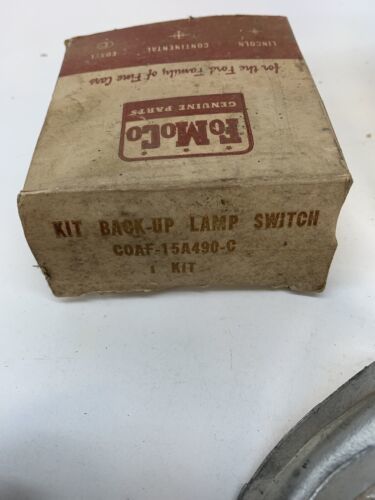 LINCOLN
CONTINENTAL
EDSEL
for the Ford Family of Fine Cars
GENUINE PARTS
FoMoCo
KIT BACK-UP LAMP SWITCH
COAF-15A490-C
1 KIT